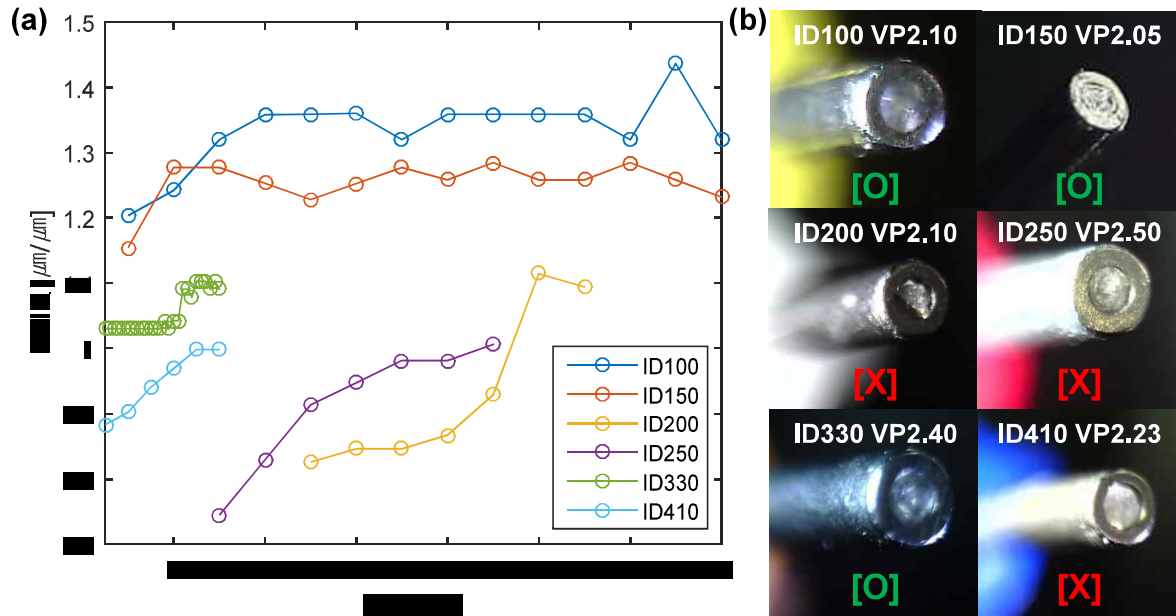 (a)
1.5
1.4
1.3
1.2
[㎛/㎛]
ID100
ID150
ID200
ID250
ID330
ID410
(b)
ID100 VP2.10
[O]
ID150 VP2.05
[O]
ID200 VP2.10
[X]
ID250 VP2.50
[X]
ID330 VP2.40
[O]
ID410 VP2.23
[X]